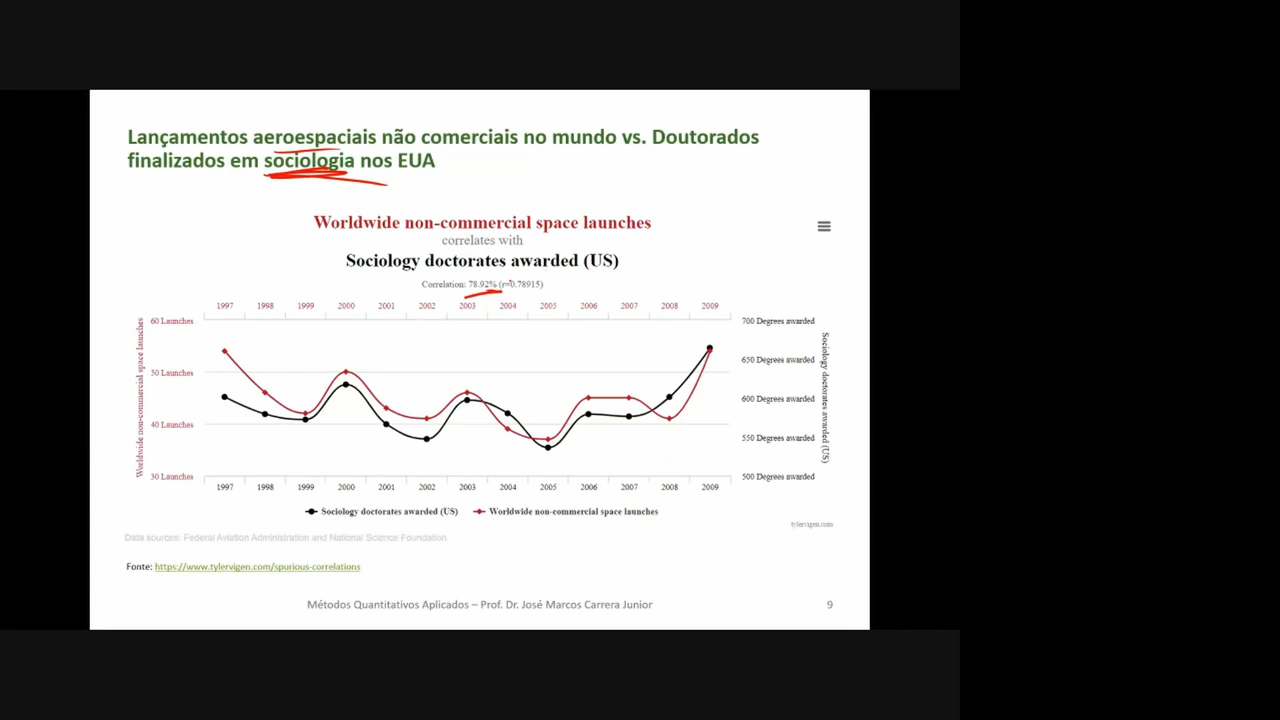 Lançamentos aeroespaciais não comerciais no mundo vs. Doutorados
finalizados em sociologia nos EUA
Worldwide non-commercial space launches
correlates with
Sociology doctorates awarded (US)
Correlation: 78.92% (r=0.78915)
1997 1998 1999 2000 2001 2002 2003 2004 2005 2006 2007 2008 2009
60 Launches
50 Launches
40 Launches
30 Launches
Worldwide non-commercial space launches
700 Degrees awarded
650 Degrees awarded
600 Degrees awarded
550 Degrees awarded
500 Degrees awarded
Sociology doctorates awarded (US)
1997 1998 1999 2000 2001 2002 2003 2004 2005 2006 2007 2008 2009
Sociology doctorates awarded (US) Worldwide non-commercial space launches
tylervigen.com
Data sources: Federal Aviation Administration and National Science Foundation
Fonte: https://www.tylervigen.com/spurious-correlations
Métodos Quantitativos Aplicados – Prof. Dr. José Marcos Carrera Junior 9